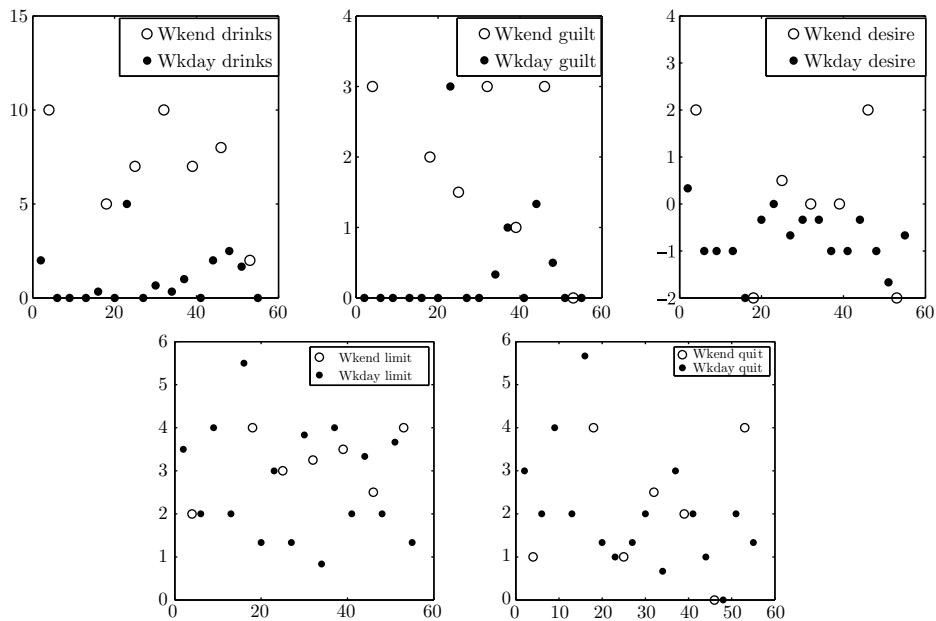 15
10
5
0
0 20 40 60
Wkend drinks
Wkday drinks
4
3
2
1
0
0 20 40 60
Wkend guilt
Wkday guilt
4
3
2
1
0
−1
−2
0 20 40 60
Wkend desire
Wkday desire
6
5
4
3
2
1
0
0 20 40 60
Wkend limit
Wkday limit
6
5
4
3
2
1
0
0 10 20 30 40 50 60
Wkend quit
Wkday quit